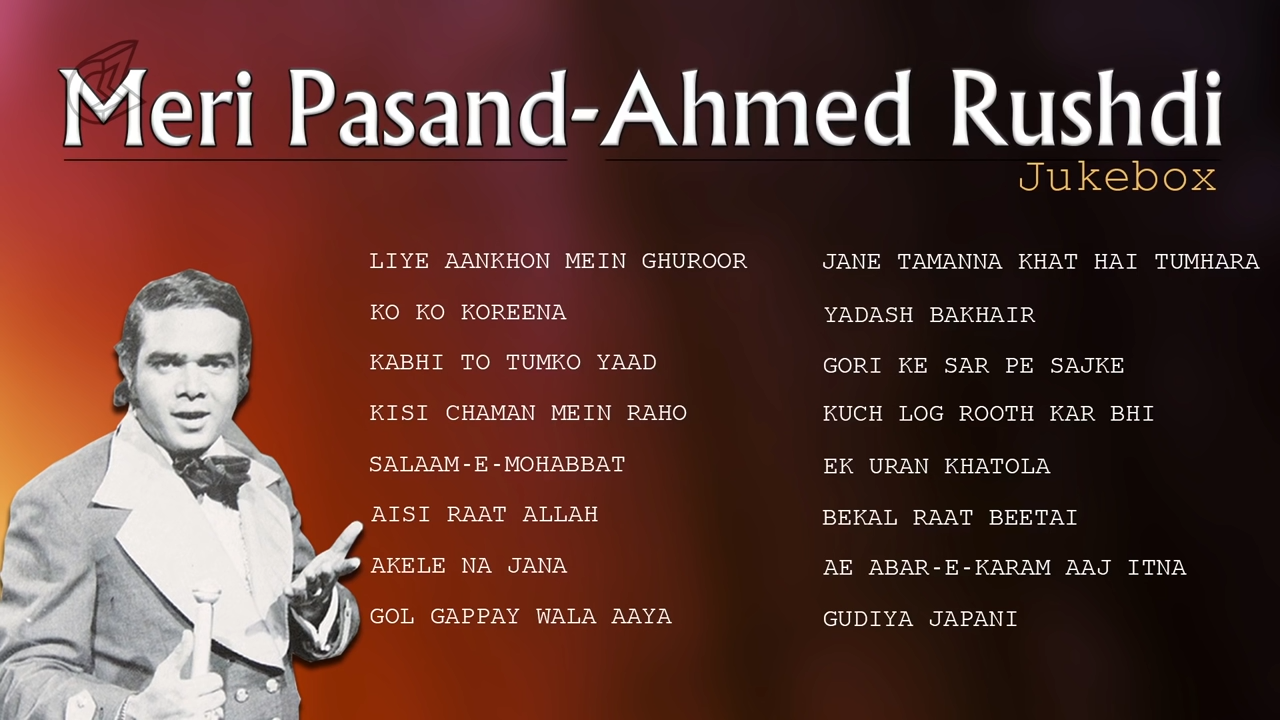 Meri Pasand-Ahmed Rushdi
Jukebox
LIYE AANKHON MEIN GHUROOR
KO KO KOREENA
KABHI TO TUMKO YAAD
KISI CHAMAN MEIN RAHO
SALAAM-E-MOHABBAT
AISI RAAT ALLAH
AKELE NA JANA
GOL GAPPAY WALA AAYA
JANE TAMANNA KHAT HAI TUMHARA
YADASH BAKHAIR
GORI KE SAR PE SAJKE
KUCH LOG ROOTH KAR BHI
EK URAN KHATOLA
BEKAL RAAT BEETAI
AE ABAR-E-KARAM AAJ ITNA
GUDIYA JAPANI